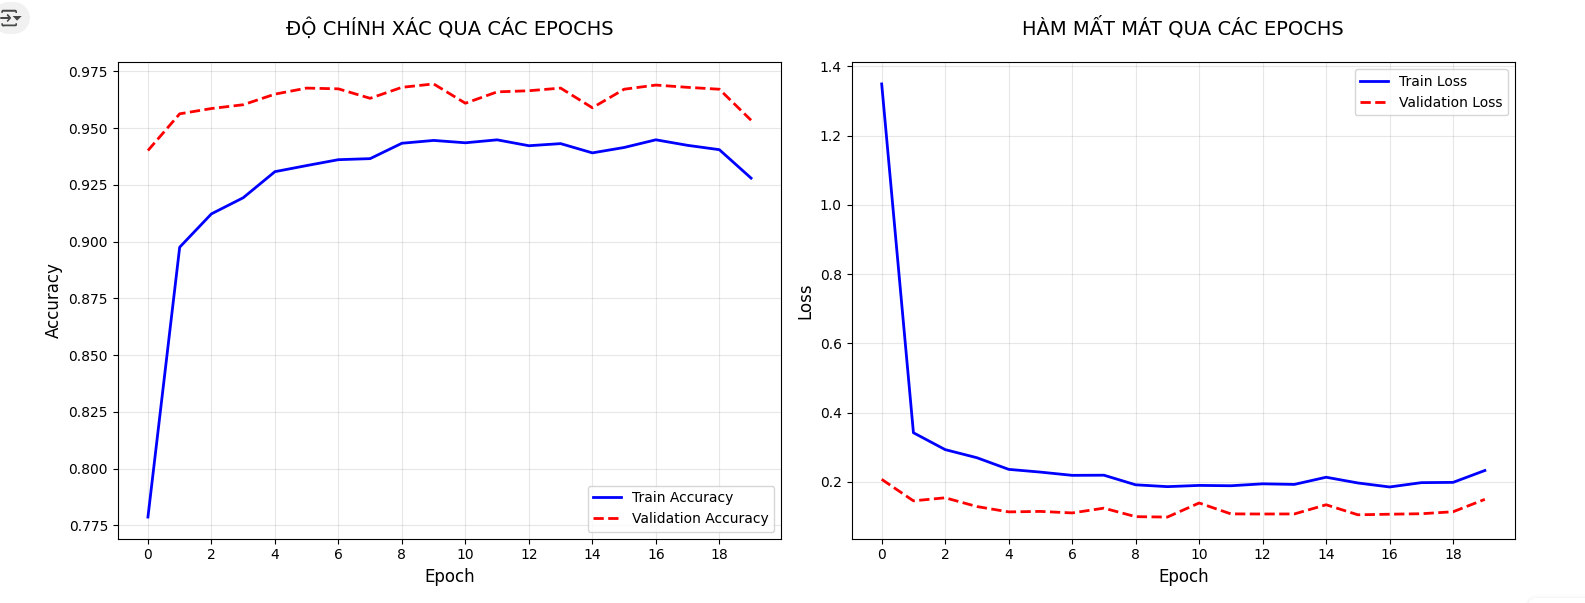 ĐỘ CHÍNH XÁC QUA CÁC EPOCHS
0.975
0.950
0.925
0.900
0.875
0.850
0.825
0.800
0.775
Accuracy
Train Accuracy
Validation Accuracy
0 2 4 6 8 10 12 14 16 18
Epoch
HÀM MẤT MÁT QUA CÁC EPOCHS
1.4
1.2
1.0
0.8
0.6
0.4
0.2
Loss
Train Loss
Validation Loss
0 2 4 6 8 10 12 14 16 18
Epoch